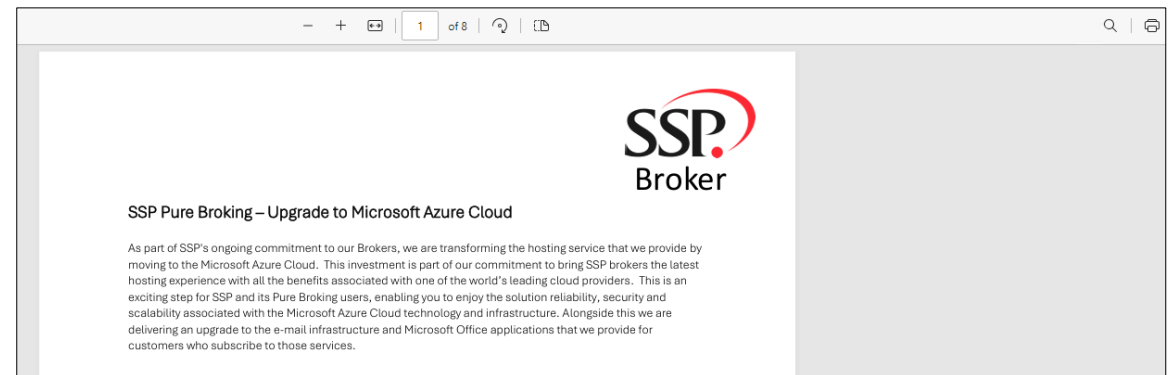 1 of 8
SSP.
Broker
SSP Pure Broking – Upgrade to Microsoft Azure Cloud
As part of SSP's ongoing commitment to our Brokers, we are transforming the hosting service that we provide by
moving to the Microsoft Azure Cloud. This investment is part of our commitment to bring SSP brokers the latest
hosting experience with all the benefits associated with one of the world's leading cloud providers. This is an
exciting step for SSP and its Pure Broking users, enabling you to enjoy the solution reliability, security and
scalability associated with the Microsoft Azure Cloud technology and infrastructure. Alongside this we are
delivering an upgrade to the e-mail infrastructure and Microsoft Office applications that we provide for
customers who subscribe to those services.